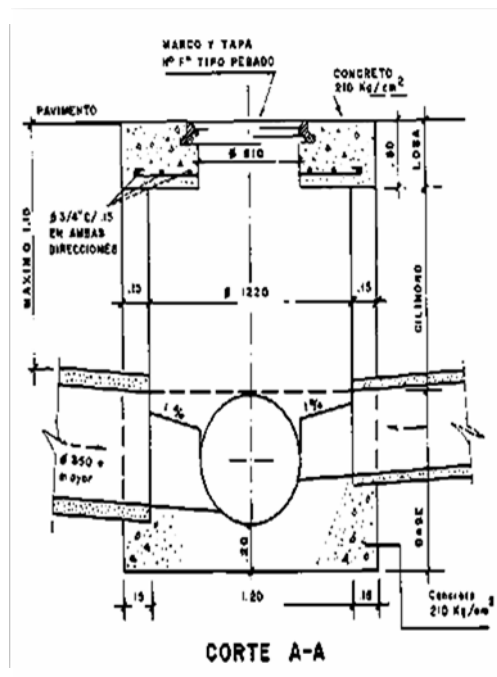 MARCO Y TAPA
Hº Fº TIPO PESADO
CONCRETO
210 Kg/cm²
PAVIMENTO
Ø 610
LOSA
Ø 3/4" C/ .15
EN AMBAS
DIRECCIONES
MAXIMO 1.10
.15
Ø 1220
.15
CILINDRO
1 %
1 %
Ø 350 o
mayor
.20
BASE
.15
1.20
.15
Concreto
210 Kg/cm²
CORTE A-A